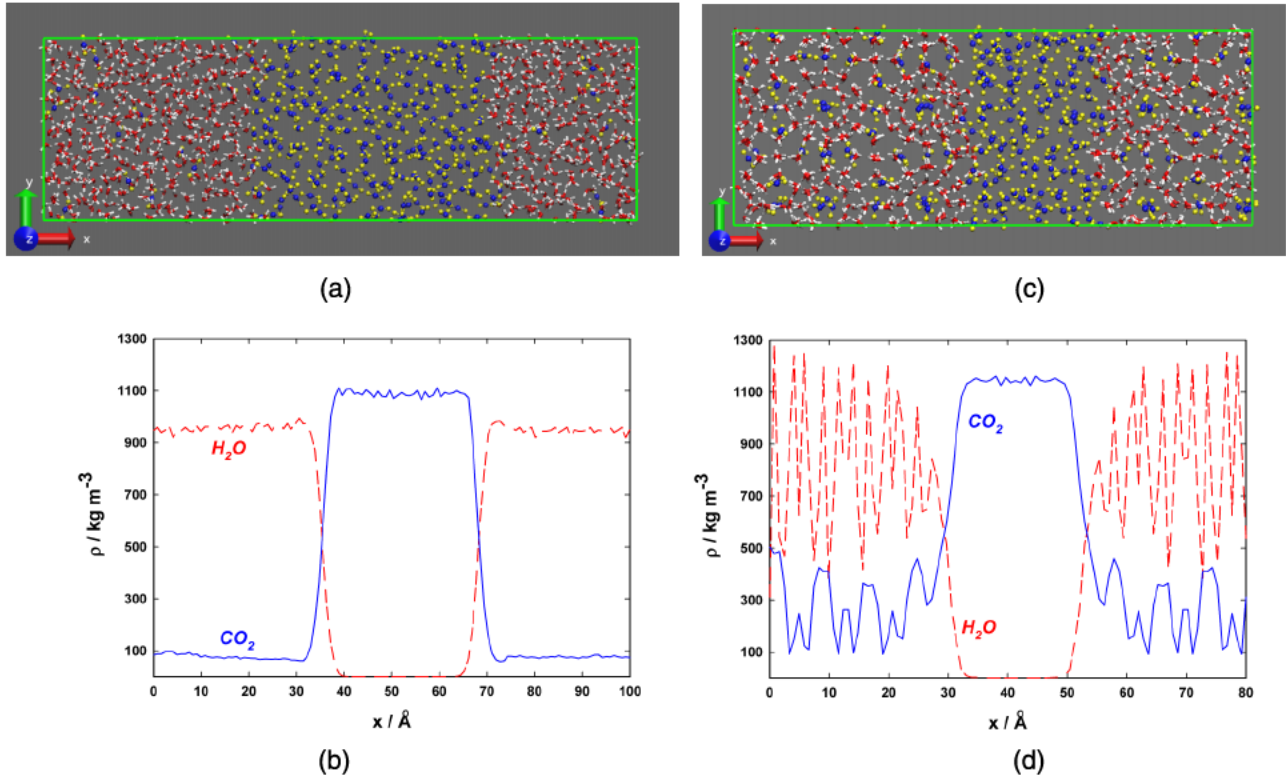 y
z
x
y
z
x
(a)
(c)
1300
1100
900
700
500
300
100
ρ / kg m-3
H2O
CO2
0 10 20 30 40 50 60 70 80 90 100
x / Å
(b)
1300
1100
900
700
500
300
100
ρ / kg m-3
CO2
H2O
0 10 20 30 40 50 60 70 80
x / Å
(d)